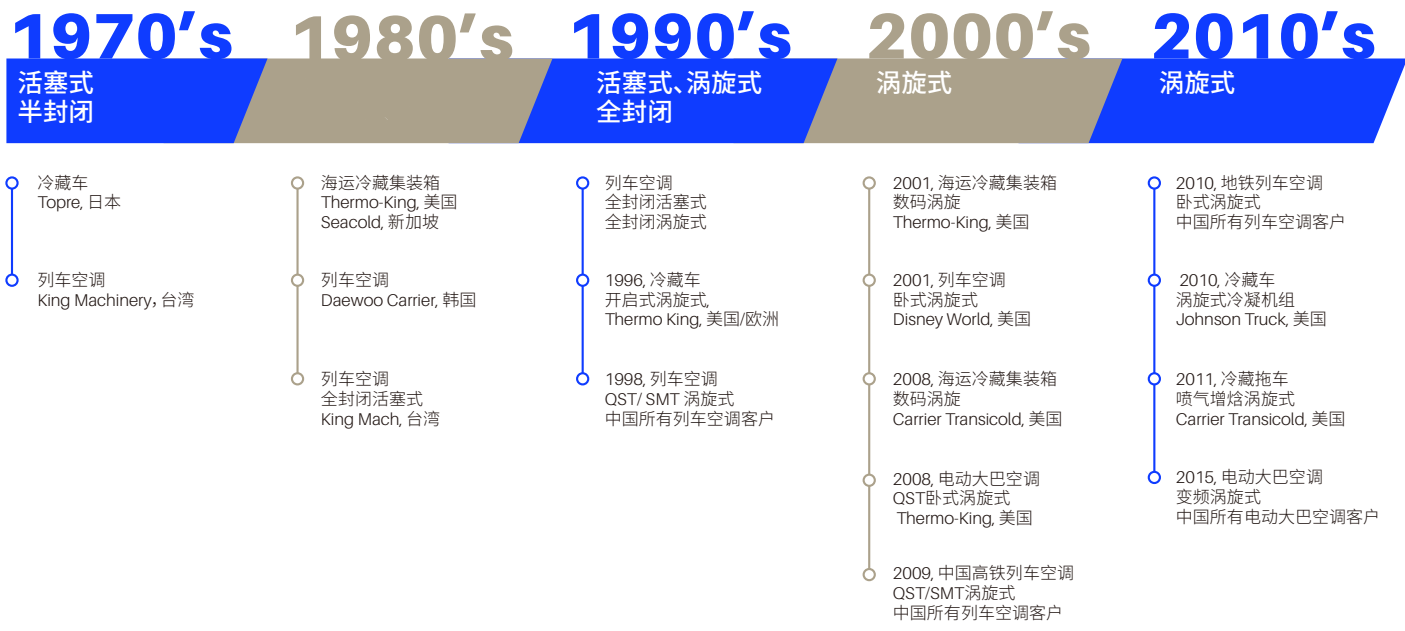 1970's
活塞式
半封闭
冷藏车
Topre, 日本
列车空调
King Machinery, 台湾
1980's
海运冷藏集装箱
Thermo-King, 美国
Seacold, 新加坡
列车空调
Daewoo Carrier, 韩国
列车空调
全封闭活塞式
King Mach, 台湾
1990's
活塞式、涡旋式
全封闭
列车空调
全封闭活塞式
全封闭涡旋式
1996, 冷藏车
开启式涡旋式,
Thermo King, 美国/欧洲
1998, 列车空调
QST/ SMT 涡旋式
中国所有列车空调客户
2000's
涡旋式
2001, 海运冷藏集装箱
数码涡旋
Thermo-King, 美国
2001, 列车空调
卧式涡旋式
Disney World, 美国
2008, 海运冷藏集装箱
数码涡旋
Carrier Transicold, 美国
2008, 电动大巴空调
QST卧式涡旋式
Thermo-King, 美国
2009, 中国高铁列车空调
QST/SMT涡旋式
中国所有列车空调客户
2010's
涡旋式
2010, 地铁列车空调
卧式涡旋式
中国所有列车空调客户
2010, 冷藏车
涡旋式冷凝机组
Johnson Truck, 美国
2011, 冷藏拖车
喷气增焓涡旋式
Carrier Transicold, 美国
2015, 电动大巴空调
变频涡旋式
中国所有电动大巴空调客户